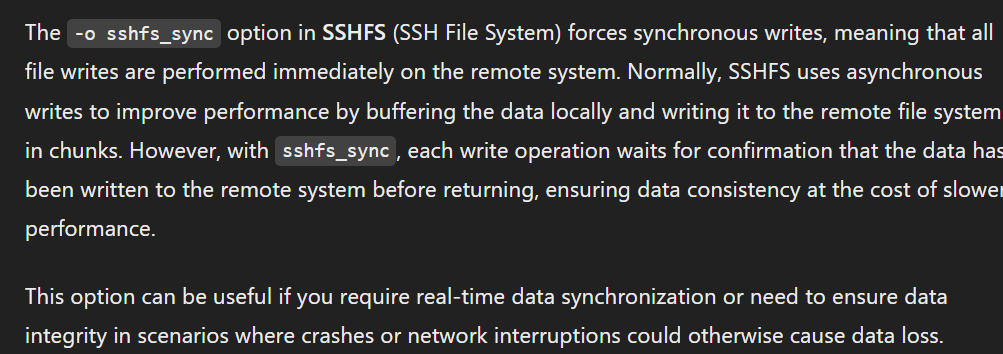 The -o sshfs_sync option in SSHFS (SSH File System) forces synchronous writes, meaning that all
file writes are performed immediately on the remote system. Normally, SSHFS uses asynchronous
writes to improve performance by buffering the data locally and writing it to the remote file system
in chunks. However, with sshfs_sync, each write operation waits for confirmation that the data has
been written to the remote system before returning, ensuring data consistency at the cost of slower
performance.
This option can be useful if you require real-time data synchronization or need to ensure data
integrity in scenarios where crashes or network interruptions could otherwise cause data loss.